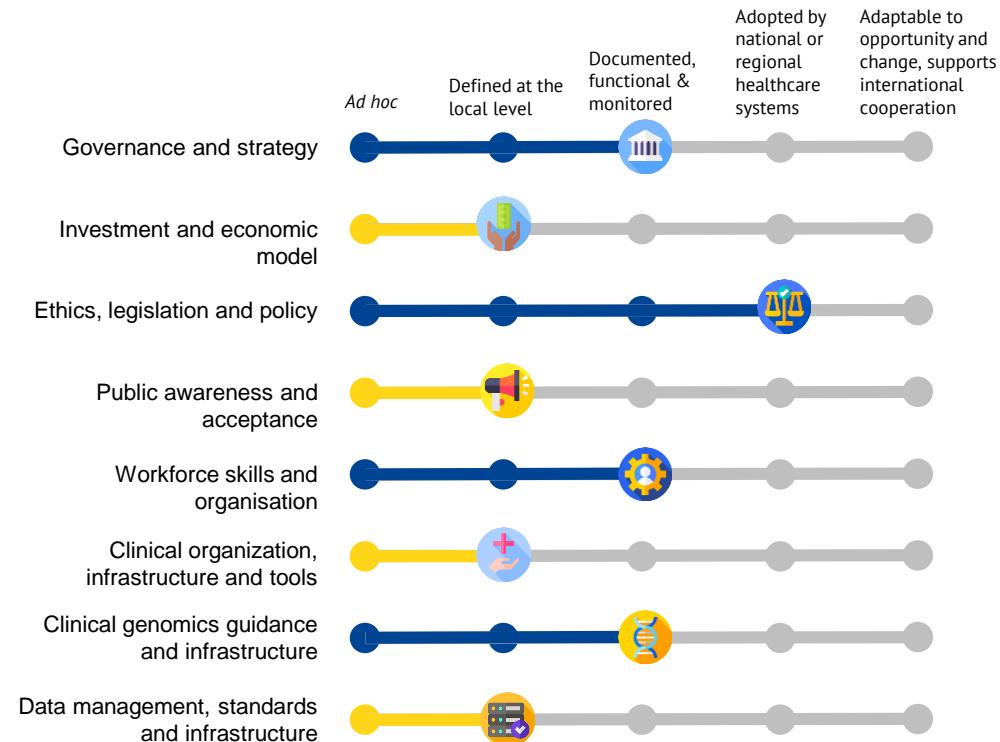 Ad hoc
Defined at the
local level
Documented,
functional &
monitored
Adopted by
national or
regional
healthcare
systems
Adaptable to
opportunity and
change, supports
international
cooperation
Governance and strategy
Investment and economic
model
Ethics, legislation and policy
Public awareness and
acceptance
Workforce skills and
organisation
Clinical organization,
infrastructure and tools
Clinical genomics guidance
and infrastructure
Data management, standards
and infrastructure